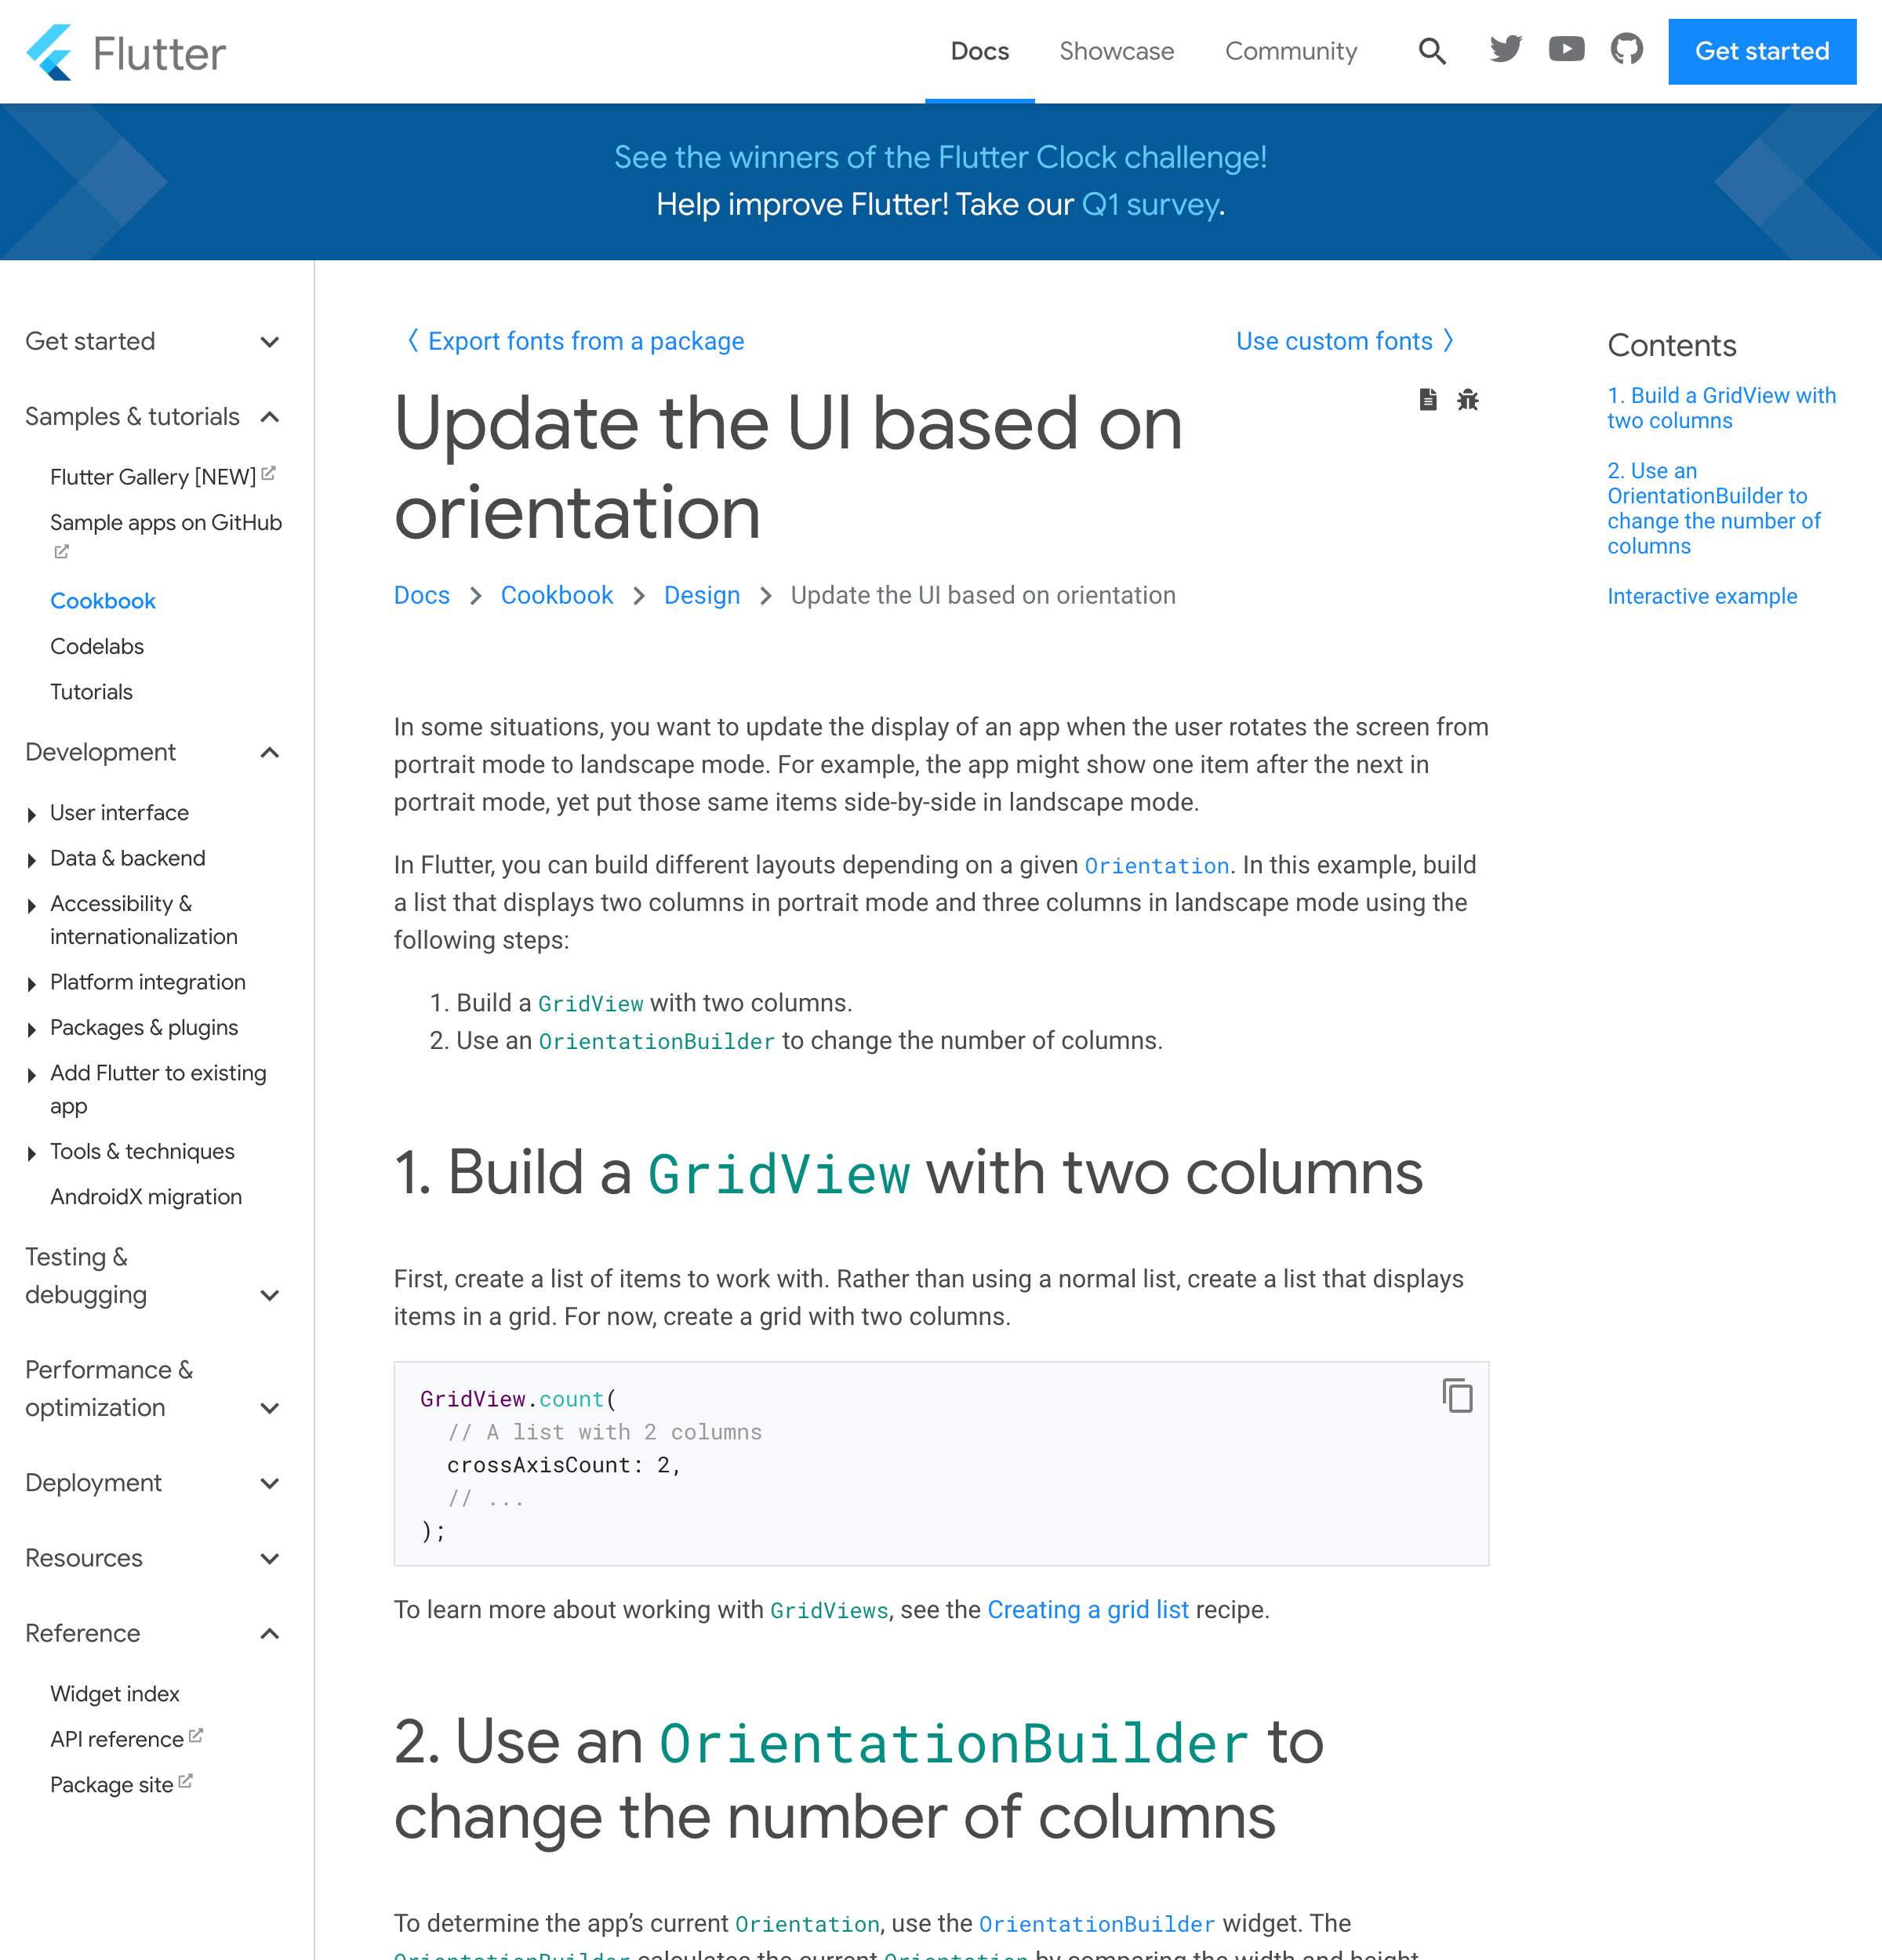 Flutter
Docs
Showcase
Community
Get started
See the winners of the Flutter Clock challenge!
Help improve Flutter! Take our Q1 survey.
Get started
Samples & tutorials
Flutter Gallery [NEW]
Sample apps on GitHub
Cookbook
Codelabs
Tutorials
Development
User interface
Data & backend
Accessibility &
internationalization
Platform integration
Packages & plugins
Add Flutter to existing
app
Tools & techniques
AndroidX migration
Testing &
debugging
Performance &
optimization
Deployment
Resources
Reference
Widget index
API reference
Package site
〈 Export fonts from a package
Use custom fonts 〉
Update the UI based on
orientation
Docs > Cookbook > Design > Update the UI based on orientation
In some situations, you want to update the display of an app when the user rotates the screen from
portrait mode to landscape mode. For example, the app might show one item after the next in
portrait mode, yet put those same items side-by-side in landscape mode.
In Flutter, you can build different layouts depending on a given Orientation. In this example, build
a list that displays two columns in portrait mode and three columns in landscape mode using the
following steps:
1. Build a GridView with two columns.
2. Use an OrientationBuilder to change the number of columns.
1. Build a GridView with two columns
First, create a list of items to work with. Rather than using a normal list, create a list that displays
items in a grid. For now, create a grid with two columns.
GridView.count(
  // A list with 2 columns
  crossAxisCount: 2,
  // ...
);
To learn more about working with GridViews, see the Creating a grid list recipe.
2. Use an OrientationBuilder to
change the number of columns
To determine the app’s current Orientation, use the OrientationBuilder widget. The
OrientationBuilder calculates the current Orientation by comparing the width and height
Contents
1. Build a GridView with
two columns
2. Use an
OrientationBuilder to
change the number of
columns
Interactive example